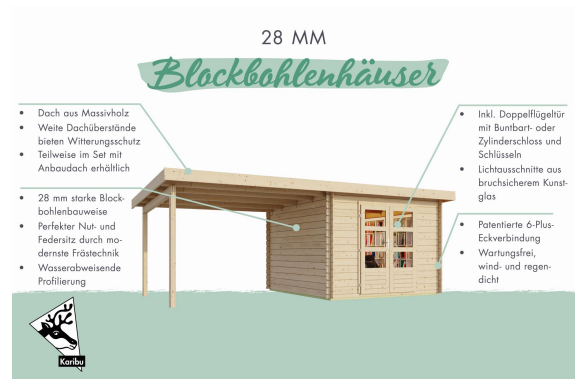 28 MM
Blockbohlenhäuser
• Dach aus Massivholz
• Weite Dachüberstände
bieten Witterungsschutz
• Teilweise im Set mit
Anbaudach erhältlich
• 28 mm starke Block-
bohlenbauweise
• Perfekter Nut- und
Federsitz durch mo-
dernste Frästechnik
• Wasserabweisende
Profilierung
• Inkl. Doppelflügeltür
mit Buntbart- oder
Zylinderschloss und
Schlüsseln
• Lichtausschnitte aus
bruchsicherem Kunst-
glas
• Patentierte 6-Plus-
Eckverbindung
• Wartungsfrei,
wind- und regen-
dicht
Karibu